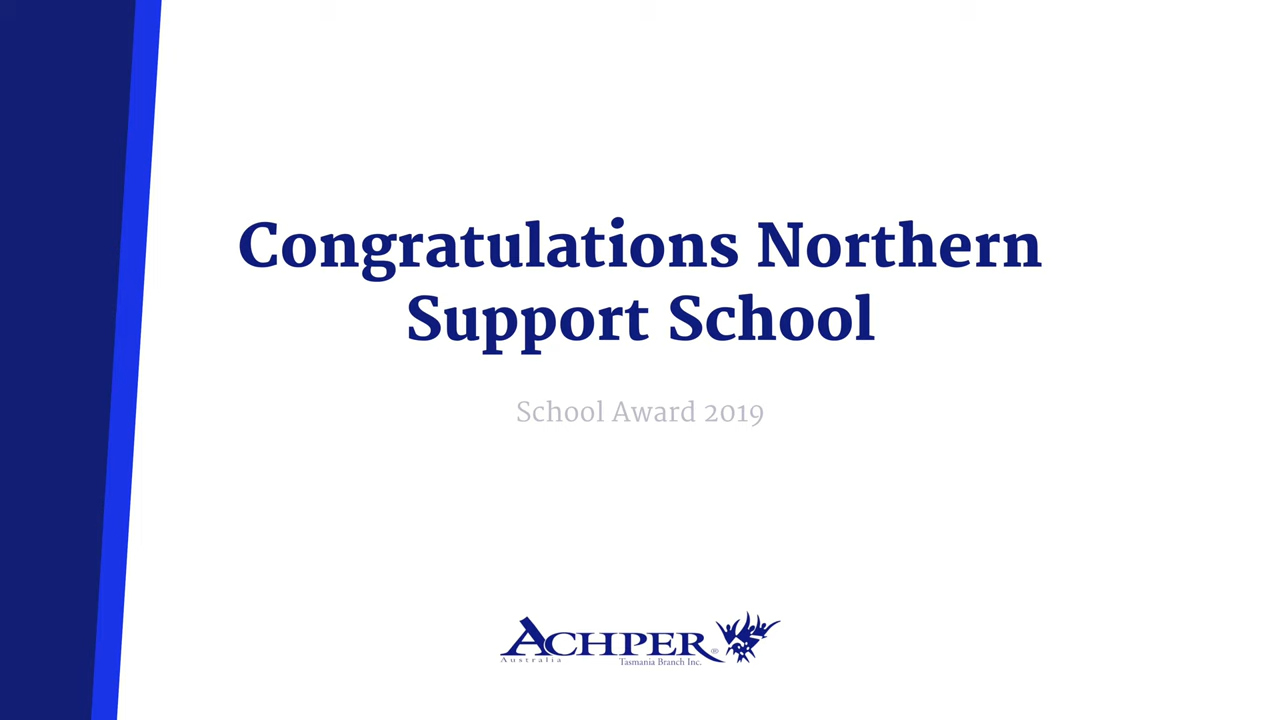 Congratulations Northern
Support School
School Award 2019
ACHPER®
Australia
Tasmania Branch Inc.